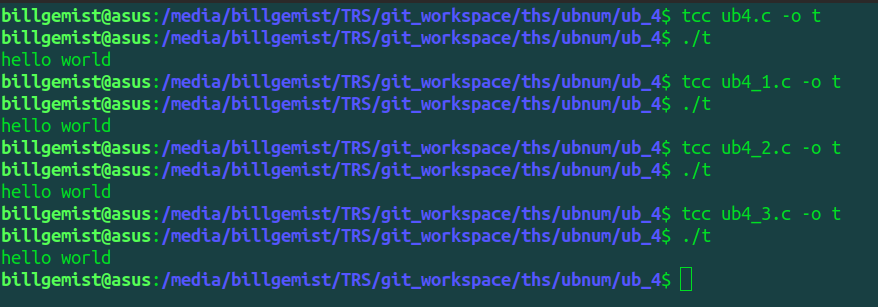 billgemist@asus:/media/billgemist/TRS/git_workspace/ths/ubnum/ub_4$ tcc ub4.c -o t
billgemist@asus:/media/billgemist/TRS/git_workspace/ths/ubnum/ub_4$ ./t
hello world
billgemist@asus:/media/billgemist/TRS/git_workspace/ths/ubnum/ub_4$ tcc ub4_1.c -o t
billgemist@asus:/media/billgemist/TRS/git_workspace/ths/ubnum/ub_4$ ./t
hello world
billgemist@asus:/media/billgemist/TRS/git_workspace/ths/ubnum/ub_4$ tcc ub4_2.c -o t
billgemist@asus:/media/billgemist/TRS/git_workspace/ths/ubnum/ub_4$ ./t
hello world
billgemist@asus:/media/billgemist/TRS/git_workspace/ths/ubnum/ub_4$ tcc ub4_3.c -o t
billgemist@asus:/media/billgemist/TRS/git_workspace/ths/ubnum/ub_4$ ./t
hello world
billgemist@asus:/media/billgemist/TRS/git_workspace/ths/ubnum/ub_4$